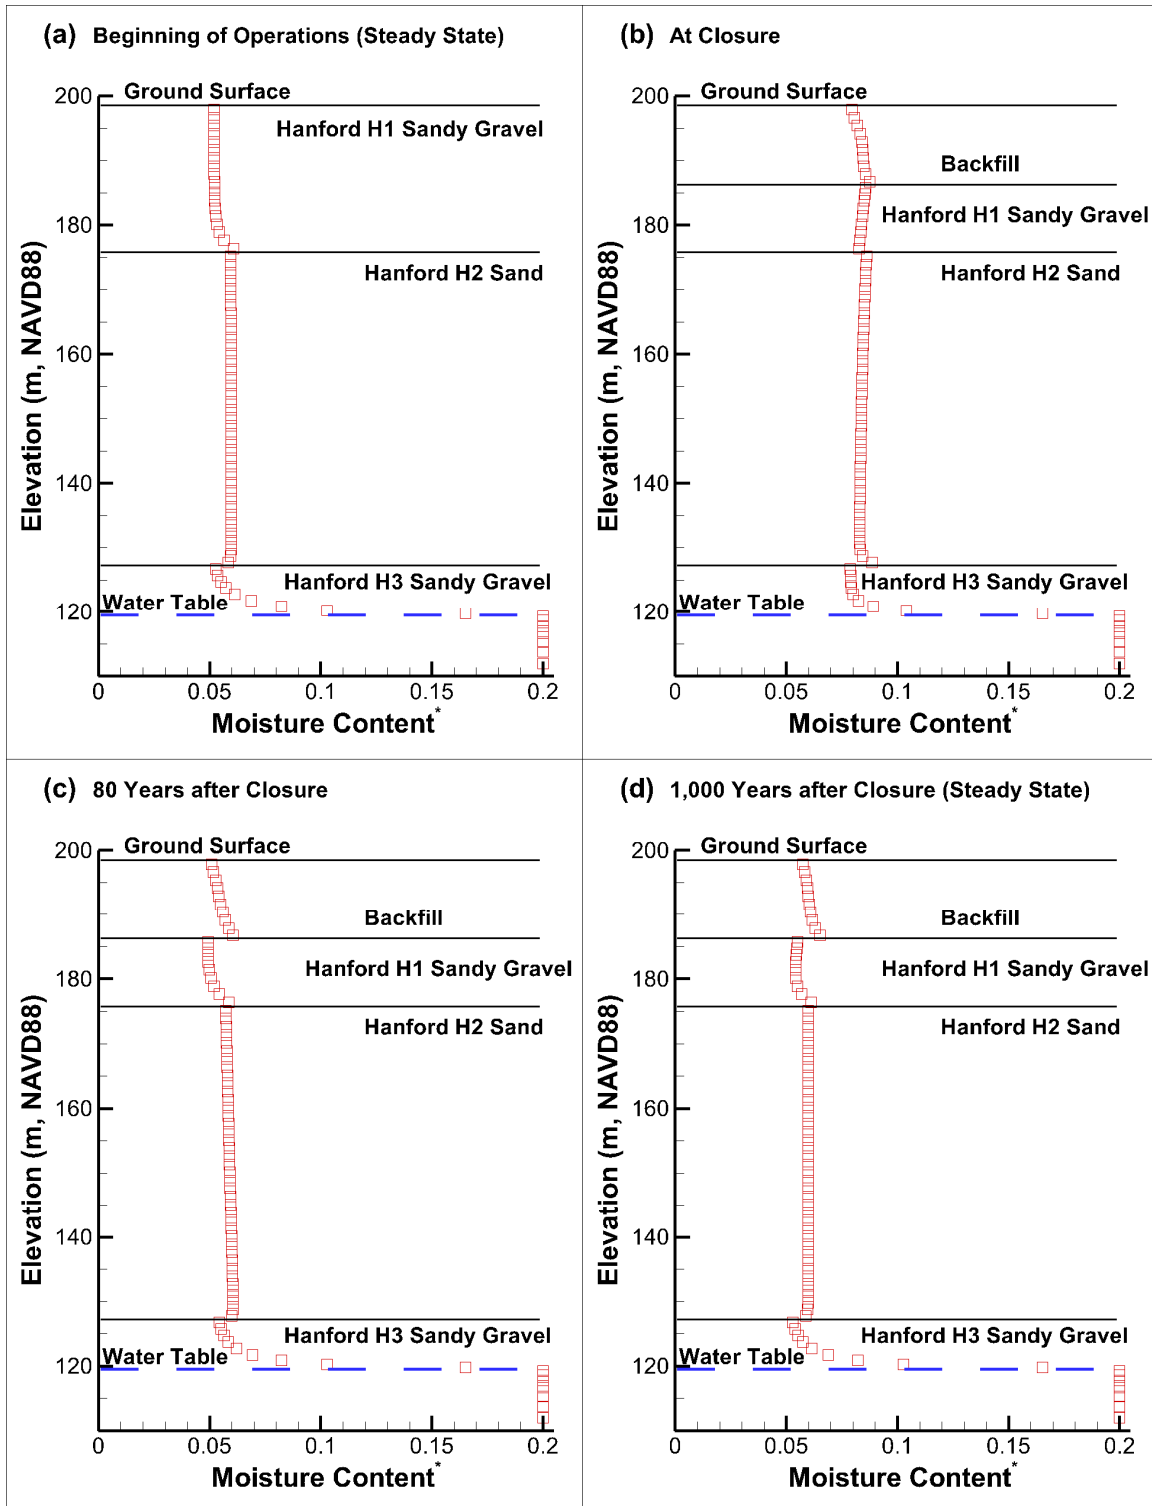 (a) Beginning of Operations (Steady State)
Ground Surface
200
Hanford H1 Sandy Gravel
180
Hanford H2 Sand
160
140
Hanford H3 Sandy Gravel
Water Table
120
0 0.05 0.1 0.15 0.2
Elevation (m, NAVD88)
Moisture Content*
(b) At Closure
Ground Surface
200
Backfill
Hanford H1 Sandy Gravel
180
Hanford H2 Sand
160
140
Hanford H3 Sandy Gravel
Water Table
120
0 0.05 0.1 0.15 0.2
Elevation (m, NAVD88)
Moisture Content*
(c) 80 Years after Closure
Ground Surface
200
Backfill
Hanford H1 Sandy Gravel
180
Hanford H2 Sand
160
140
Hanford H3 Sandy Gravel
Water Table
120
0 0.05 0.1 0.15 0.2
Elevation (m, NAVD88)
Moisture Content*
(d) 1,000 Years after Closure (Steady State)
Ground Surface
200
Backfill
Hanford H1 Sandy Gravel
180
Hanford H2 Sand
160
140
Hanford H3 Sandy Gravel
Water Table
120
0 0.05 0.1 0.15 0.2
Elevation (m, NAVD88)
Moisture Content*